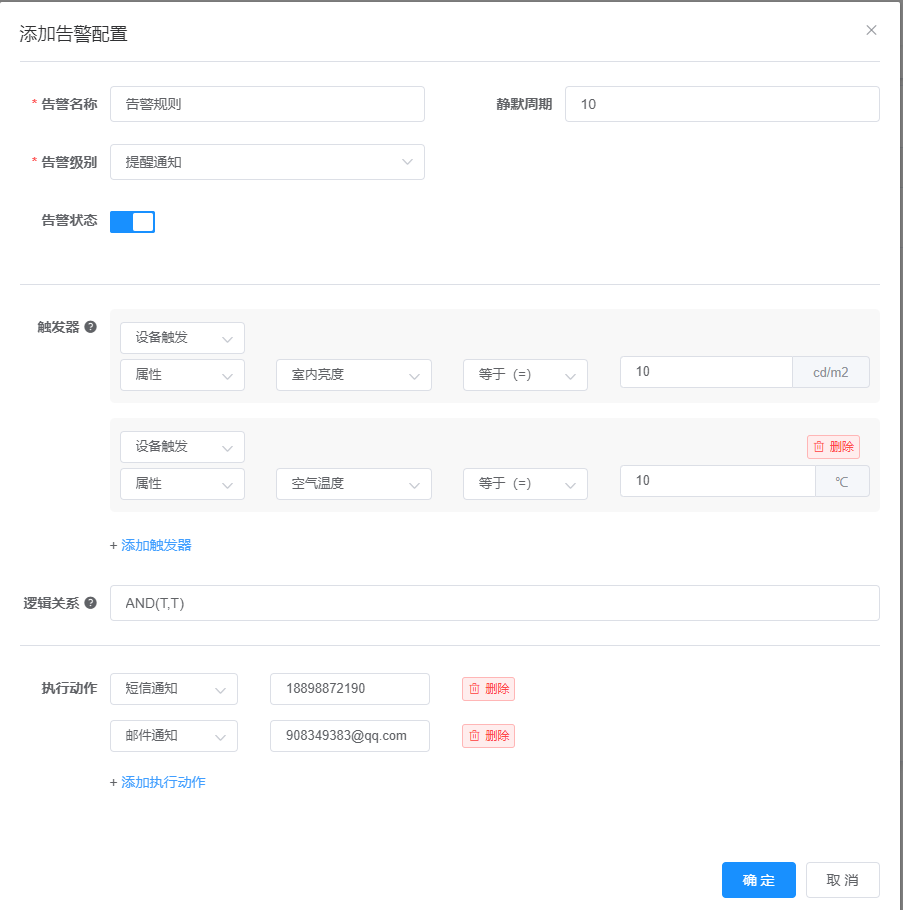 添加告警配置
* 告警名称 告警规则 静默周期 10
* 告警级别 提醒通知
告警状态
触发器 ? 设备触发
属性 室内亮度 等于（=） 10 cd/m2
设备触发 删除
属性 空气温度 等于（=） 10 ℃
+ 添加触发器
逻辑关系 ? AND(T,T)
执行动作 短信通知 18898872190 删除
邮件通知 908349383@qq.com 删除
+ 添加执行动作
确 定 取 消